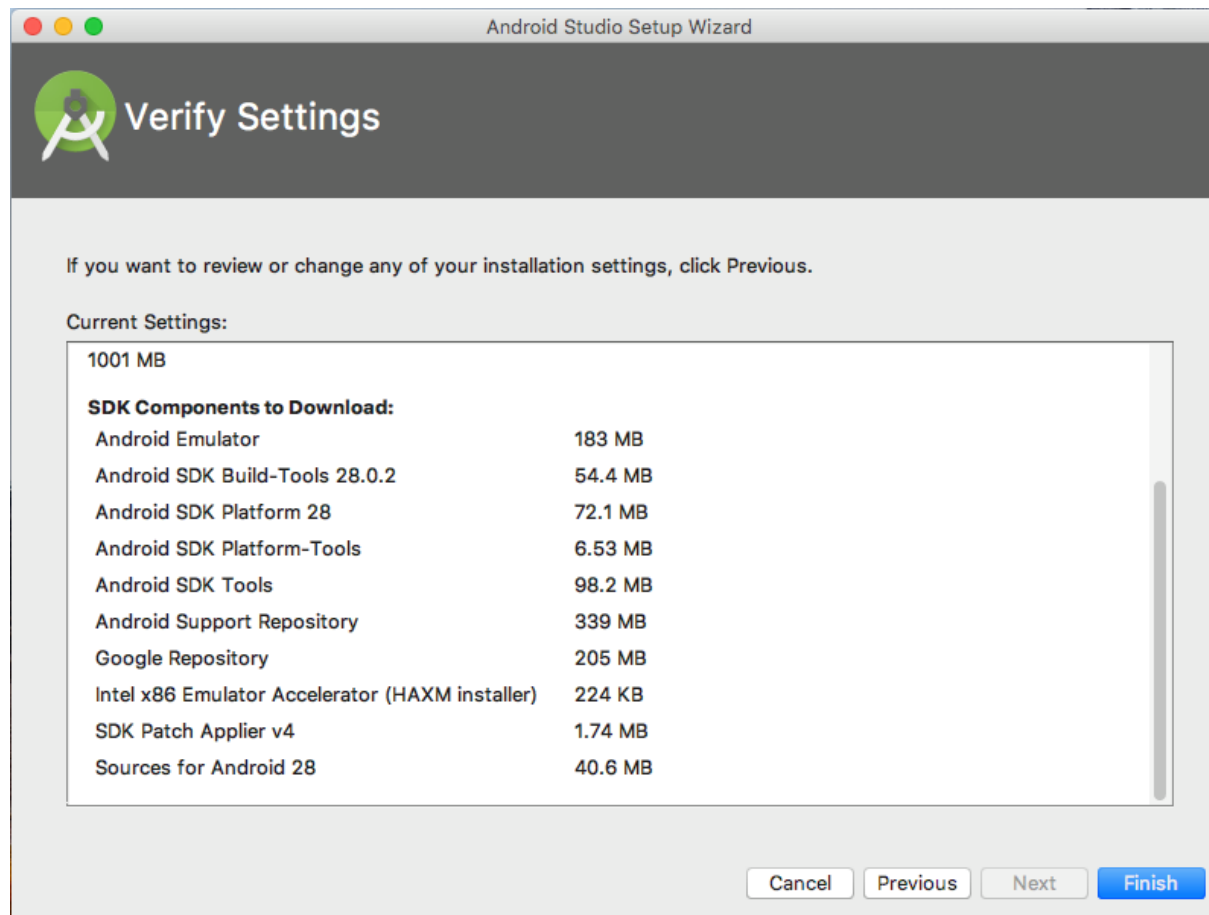 Android Studio Setup Wizard
Verify Settings
If you want to review or change any of your installation settings, click Previous.
Current Settings:
1001 MB
SDK Components to Download:
Android Emulator 183 MB
Android SDK Build-Tools 28.0.2 54.4 MB
Android SDK Platform 28 72.1 MB
Android SDK Platform-Tools 6.53 MB
Android SDK Tools 98.2 MB
Android Support Repository 339 MB
Google Repository 205 MB
Intel x86 Emulator Accelerator (HAXM installer) 224 KB
SDK Patch Applier v4 1.74 MB
Sources for Android 28 40.6 MB
Cancel Previous Next Finish